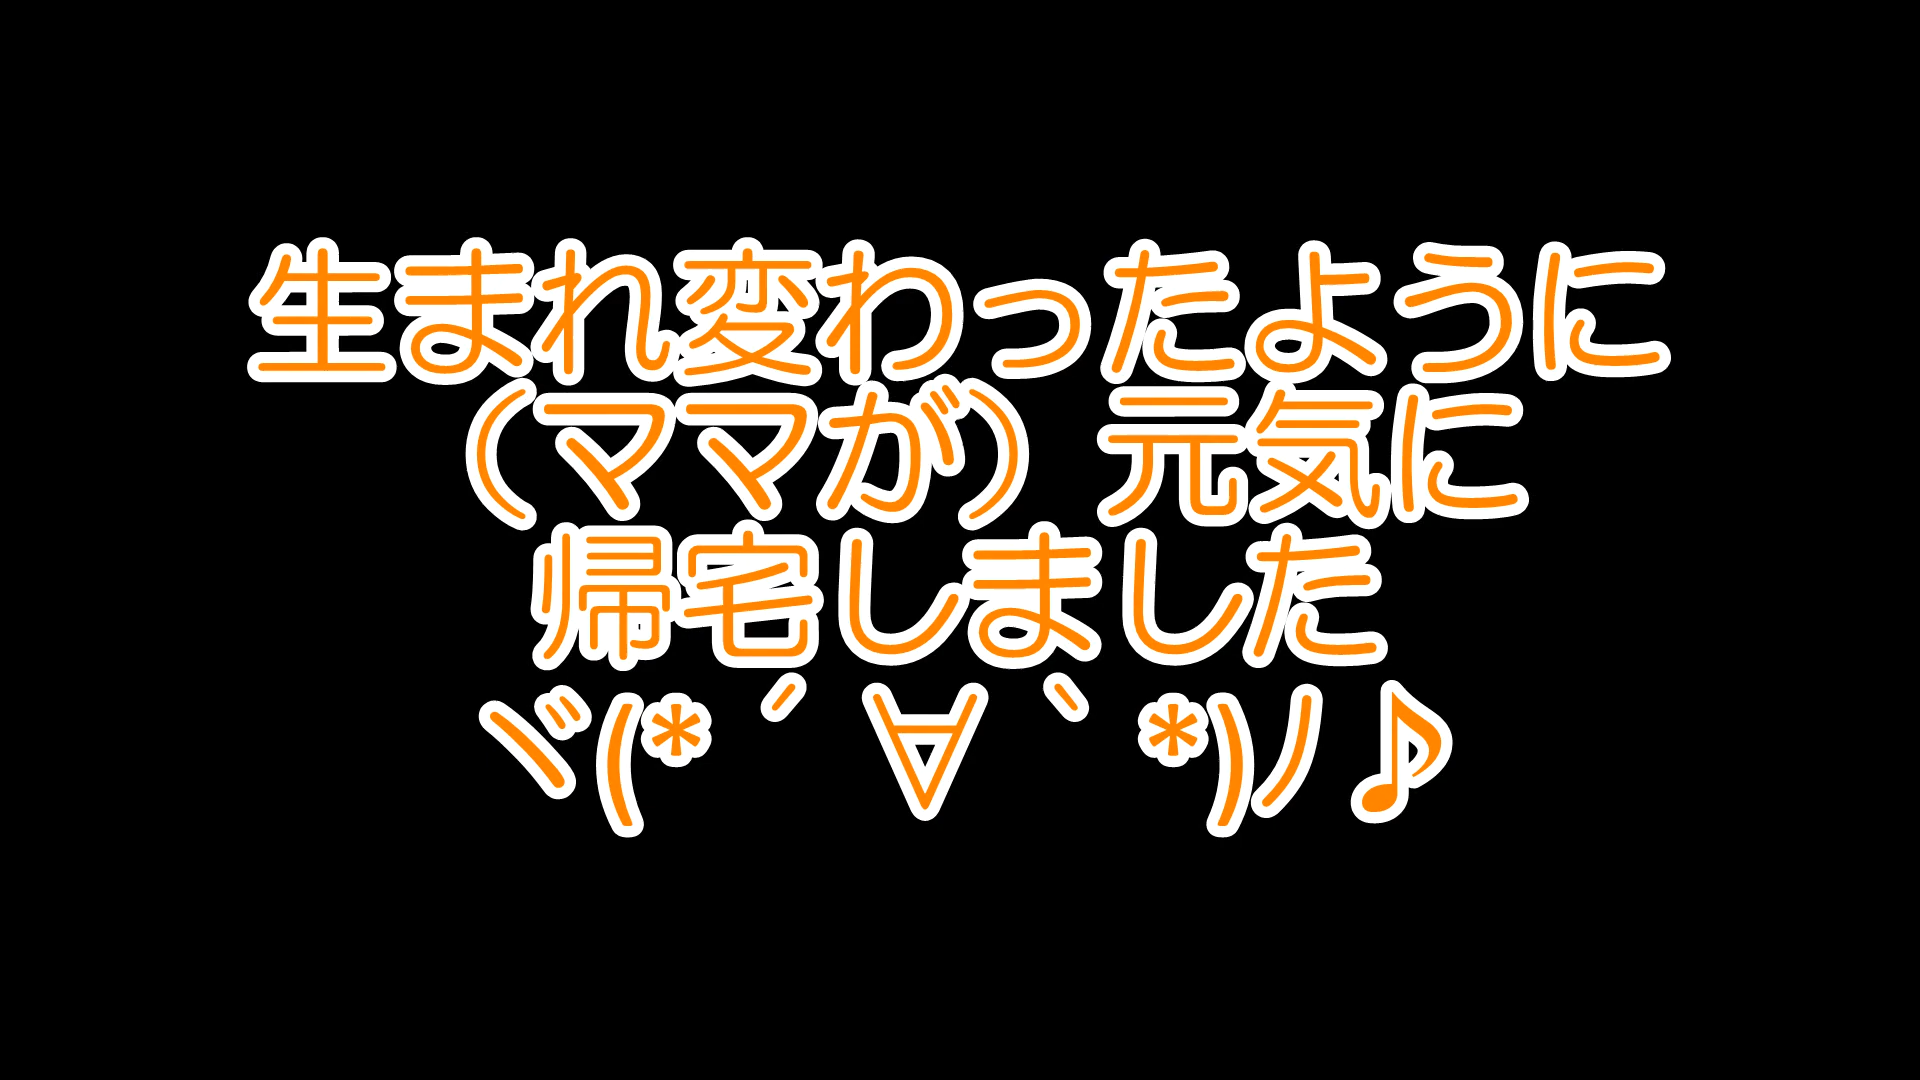 生まれ変わったように
（ママが）元気に
帰宅しました
ヾ(*´∀｀*)ﾉ♪